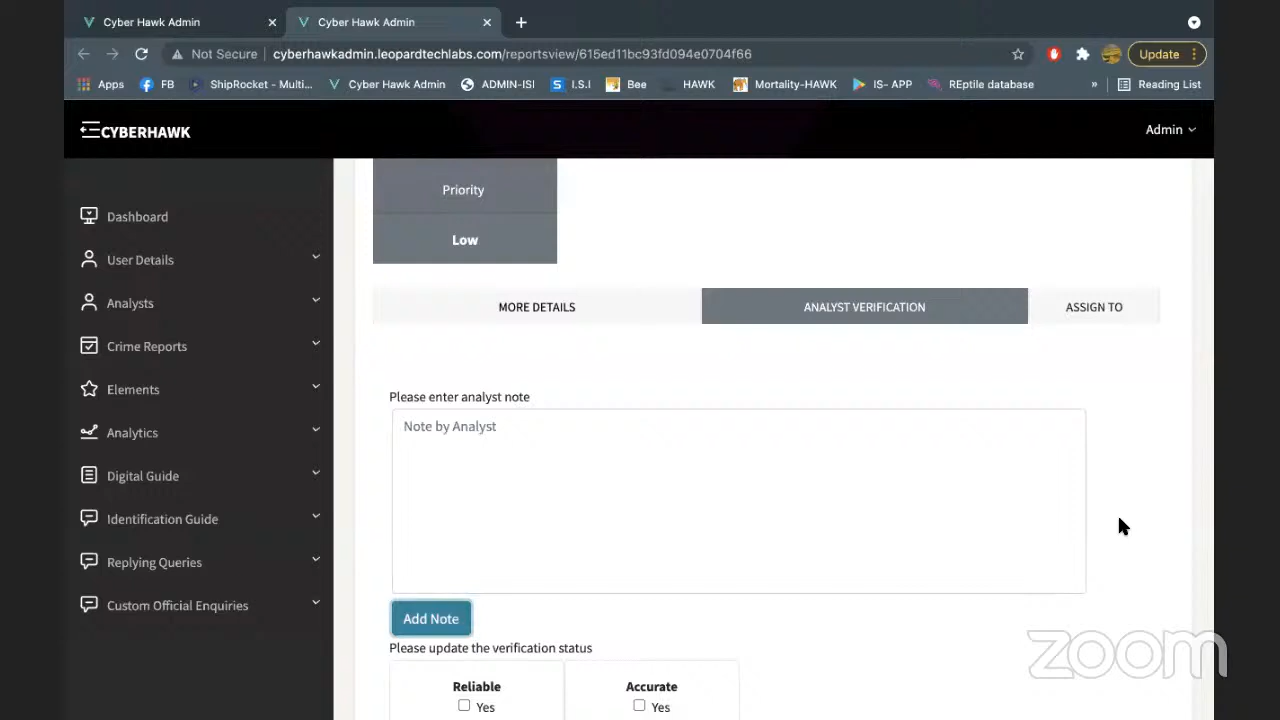 Cyber Hawk Admin
Cyber Hawk Admin
Not Secure | cyberhawkadmin.leopardtechlabs.com/reportsview/615ed11bc93fd094e0704f66
Update
Apps FB ShipRocket - Multi... Cyber Hawk Admin ADMIN-ISI I.S.I Bee HAWK Mortality-HAWK IS- APP REptile database » Reading List
CYBERHAWK
Admin
Dashboard
User Details
Analysts
Crime Reports
Elements
Analytics
Digital Guide
Identification Guide
Replying Queries
Custom Official Enquiries
Priority
Low
MORE DETAILS ANALYST VERIFICATION ASSIGN TO
Please enter analyst note
Note by Analyst
Add Note
Please update the verification status
Reliable Accurate
Yes Yes
zoom